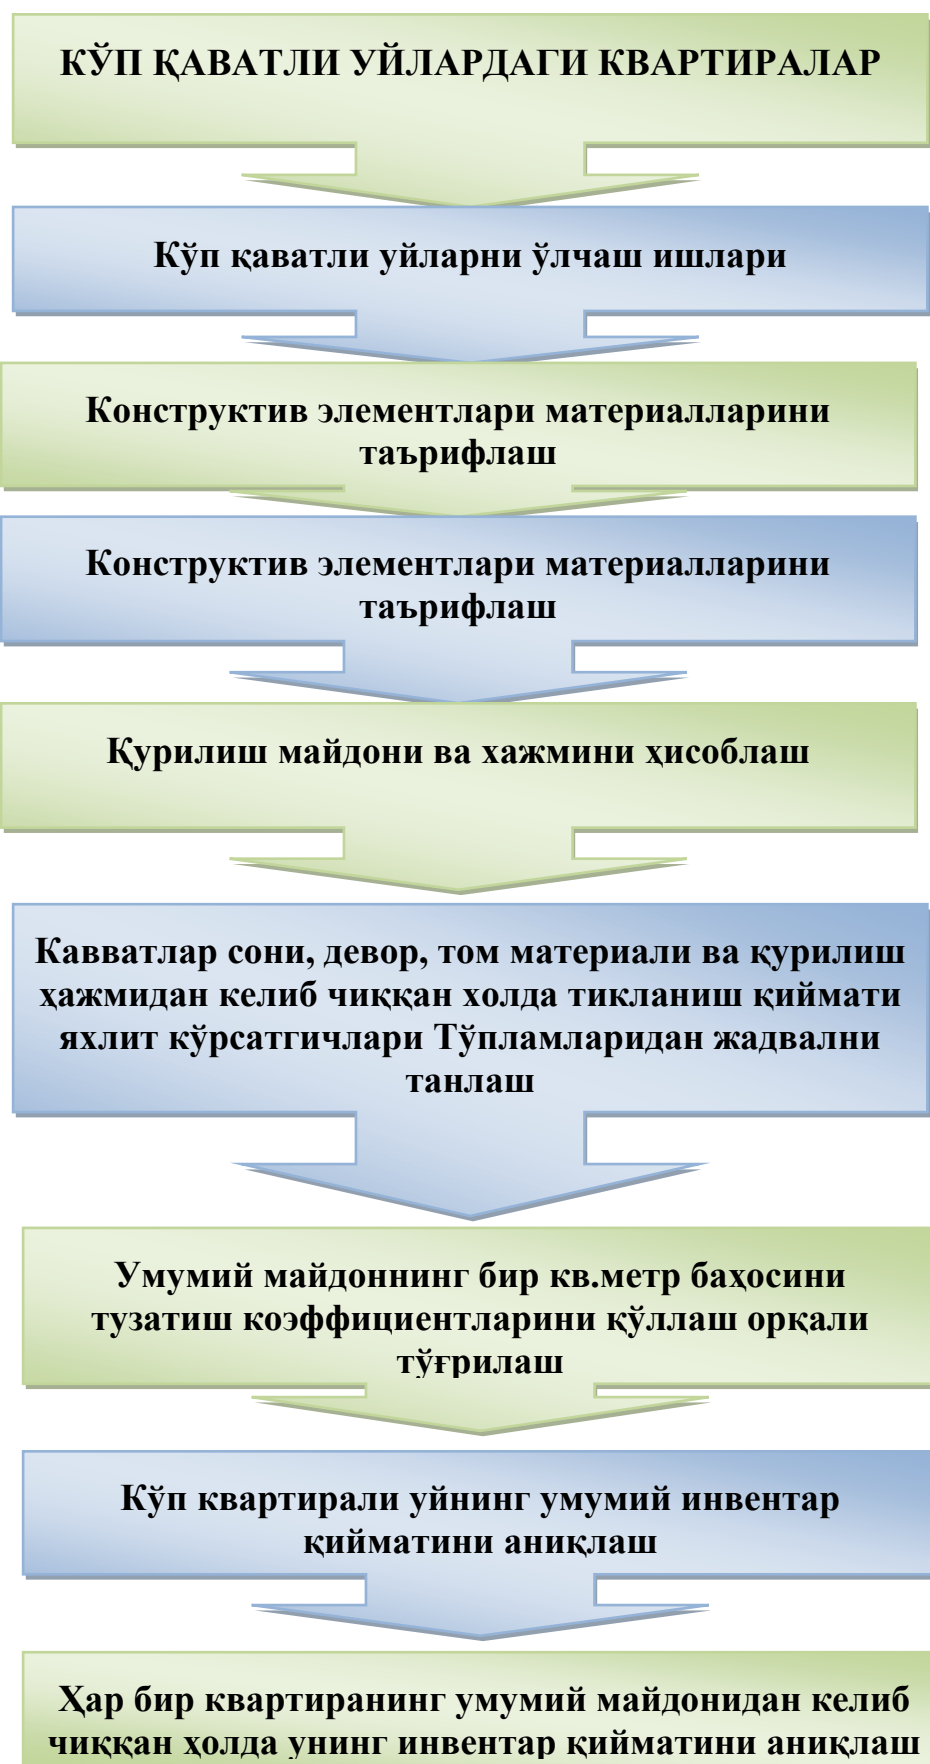 КЎП ҚАВАТЛИ УЙЛАРДАГИ КВАРТИРАЛАР
Кўп қаватли уйларни ўлчаш ишлари
Конструктив элементлари материалларини
таърифлаш
Конструктив элементлари материалларини
таърифлаш
Қурилиш майдони ва хажмини ҳисоблаш
Кавватлар сони, девор, том материали ва қурилиш
ҳажмидан келиб чиққан холда тикланиш қиймати
яхлит кўрсатгичлари Тўпламларидан жадвални
танлаш
Умумий майдоннинг бир кв.метр баҳосини
тузатиш коэффициентларини қўллаш орқали
тўғрилаш
Кўп квартирали уйнинг умумий инвентар
қийматини аниқлаш
Ҳар бир квартиранинг умумий майдонидан келиб
чиққан ҳолда унинг инвентар қийматини аниқлаш